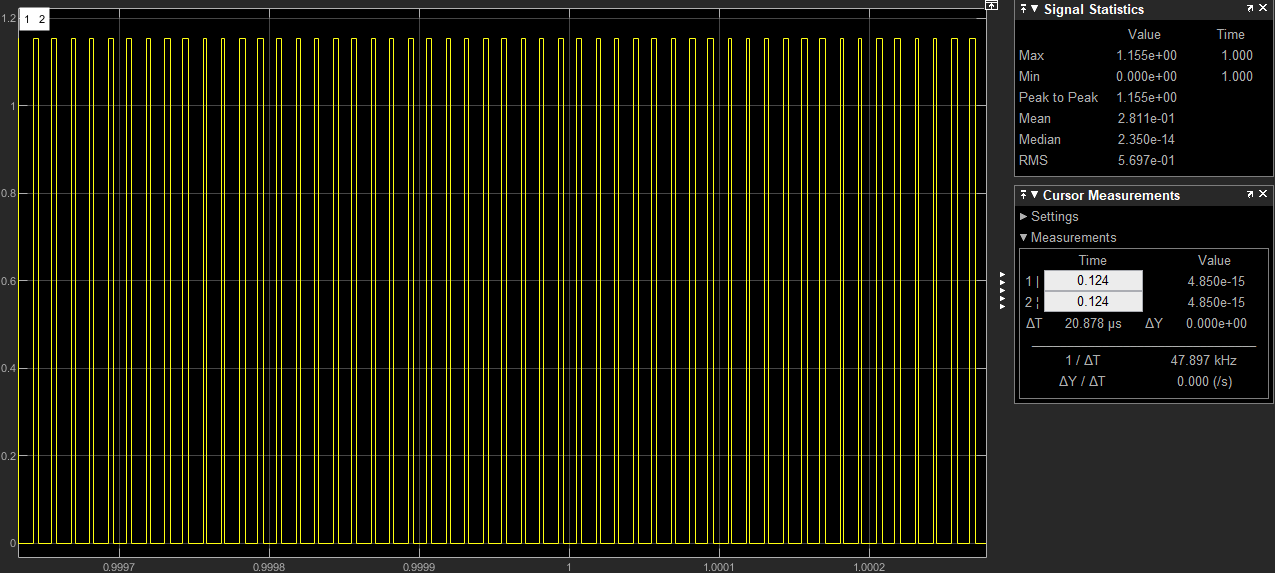 1 2
1.2
1
0.8
0.6
0.4
0.2
0
0.9997 0.9998 0.9999 1 1.0001 1.0002
Signal Statistics
Value Time
Max 1.155e+00 1.000
Min 0.000e+00 1.000
Peak to Peak 1.155e+00
Mean 2.811e-01
Median 2.350e-14
RMS 5.697e-01
Cursor Measurements
Settings
Measurements
Time Value
1 | 0.124 4.850e-15
2 ¦ 0.124 4.850e-15
ΔT 20.878 µs ΔY 0.000e+00
1 / ΔT 47.897 kHz
ΔY / ΔT 0.000 (/s)